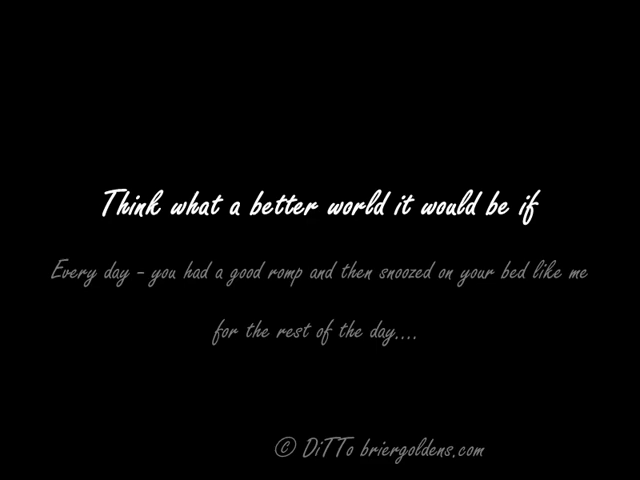 Think what a better world it would be if
Every day - you had a good romp and then snoozed on your bed like me
for the rest of the day....
© DiTTo briergoldens.com